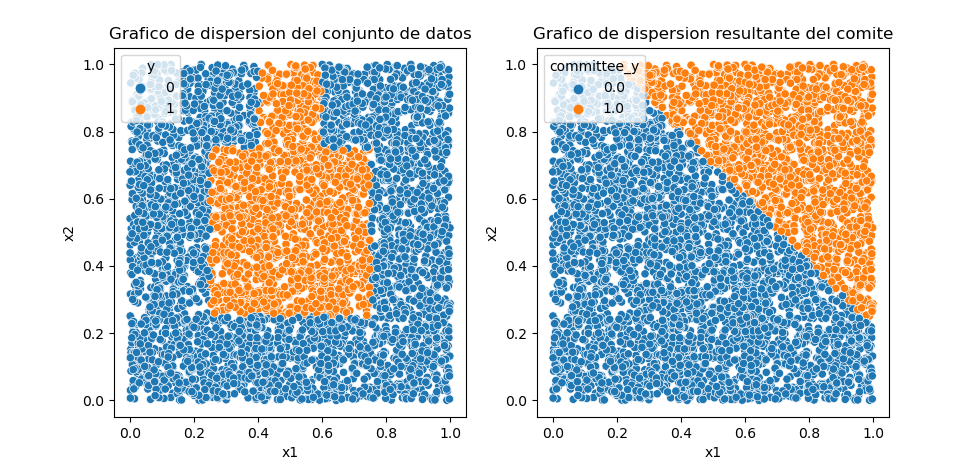 Grafico de dispersion del conjunto de datos
y
0
1
1.0
0.8
0.6
0.4
0.2
0.0
x2
0.0 0.2 0.4 0.6 0.8 1.0
x1
Grafico de dispersion resultante del comite
committee_y
0.0
1.0
1.0
0.8
0.6
0.4
0.2
0.0
x2
0.0 0.2 0.4 0.6 0.8 1.0
x1